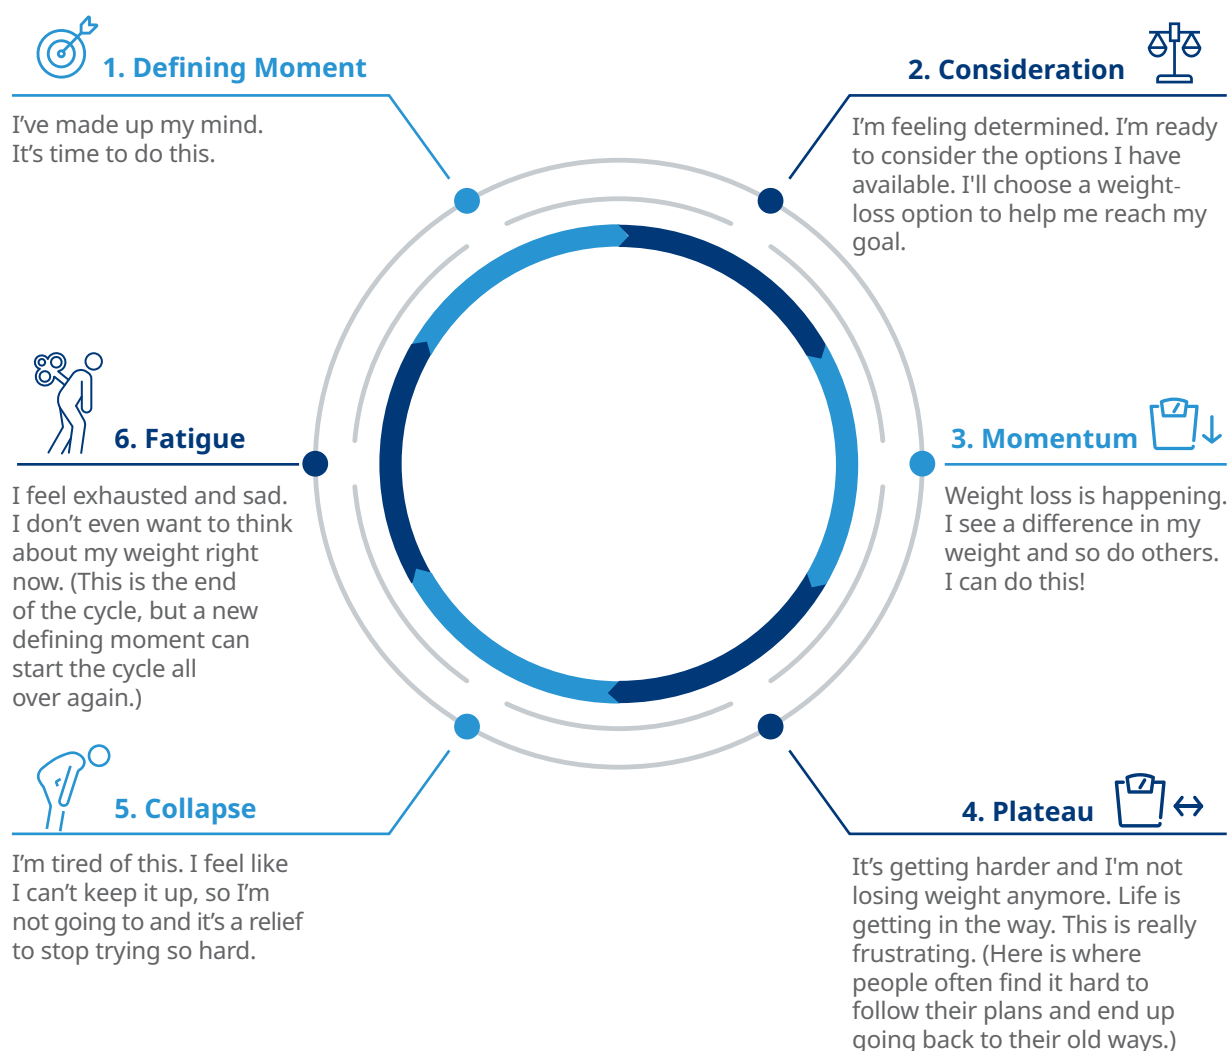 1. Defining Moment
I’ve made up my mind.
It’s time to do this.
2. Consideration
I’m feeling determined. I’m ready
to consider the options I have
available. I'll choose a weight-
loss option to help me reach my
goal.
3. Momentum
Weight loss is happening.
I see a difference in my
weight and so do others.
I can do this!
4. Plateau
It’s getting harder and I'm not
losing weight anymore. Life is
getting in the way. This is really
frustrating. (Here is where
people often find it hard to
follow their plans and end up
going back to their old ways.)
5. Collapse
I’m tired of this. I feel like
I can’t keep it up, so I’m
not going to and it’s a relief
to stop trying so hard.
6. Fatigue
I feel exhausted and sad.
I don’t even want to think
about my weight right
now. (This is the end
of the cycle, but a new
defining moment can
start the cycle all
over again.)